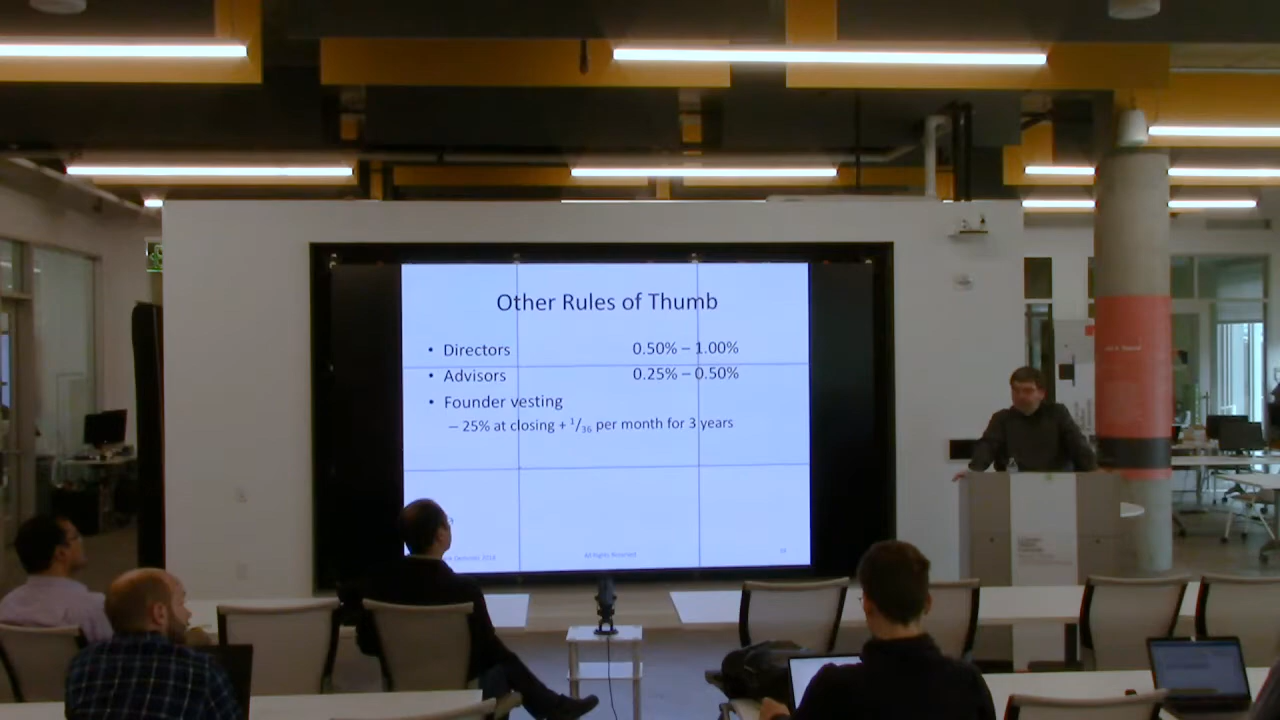 Other Rules of Thumb
• Directors 0.50% – 1.00%
• Advisors 0.25% – 0.50%
• Founder vesting
– 25% at closing + 1/36 per month for 3 years
All Rights Reserved